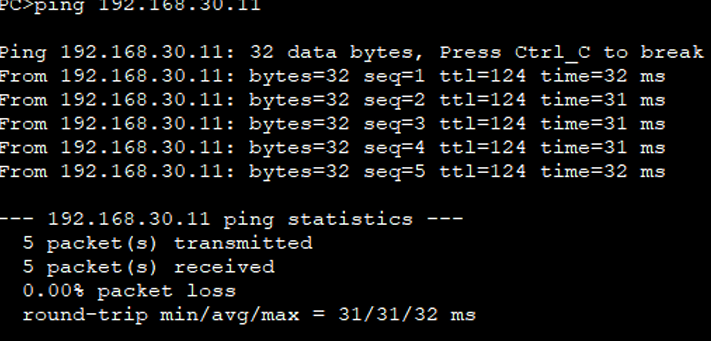 PC>ping 192.168.30.11
Ping 192.168.30.11: 32 data bytes, Press Ctrl_C to break
From 192.168.30.11: bytes=32 seq=1 ttl=124 time=32 ms
From 192.168.30.11: bytes=32 seq=2 ttl=124 time=31 ms
From 192.168.30.11: bytes=32 seq=3 ttl=124 time=31 ms
From 192.168.30.11: bytes=32 seq=4 ttl=124 time=31 ms
From 192.168.30.11: bytes=32 seq=5 ttl=124 time=32 ms
--- 192.168.30.11 ping statistics ---
5 packet(s) transmitted
5 packet(s) received
0.00% packet loss
round-trip min/avg/max = 31/31/32 ms